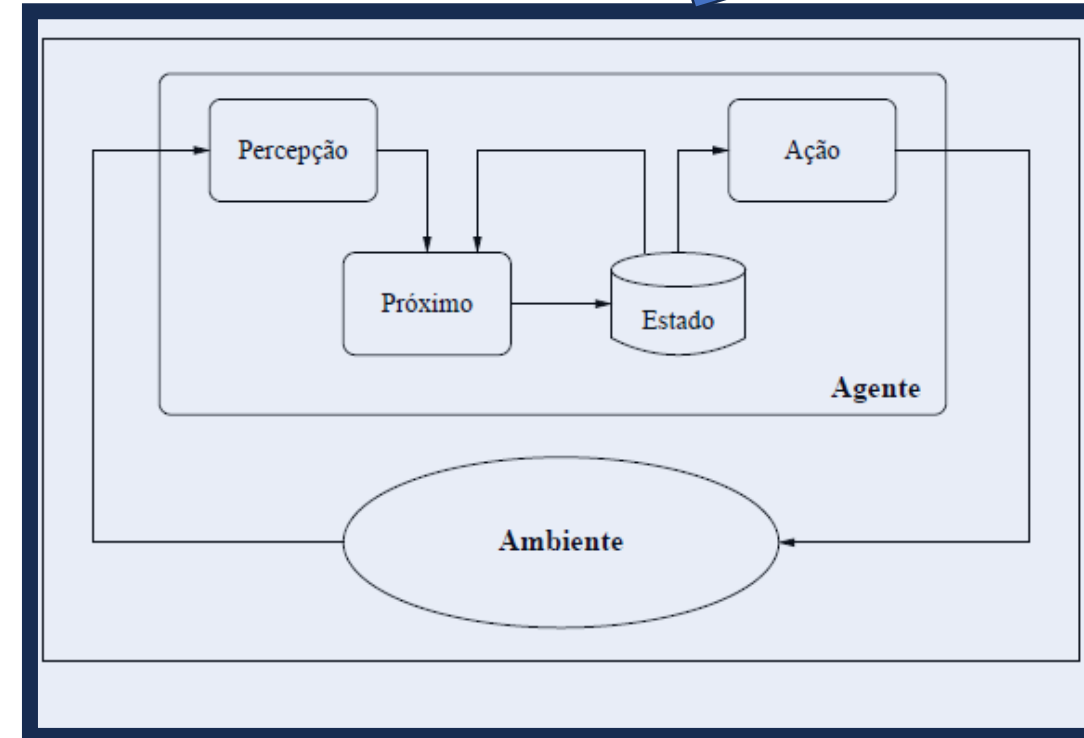 Percepção
Ação
Próximo
Estado
Agente
Ambiente